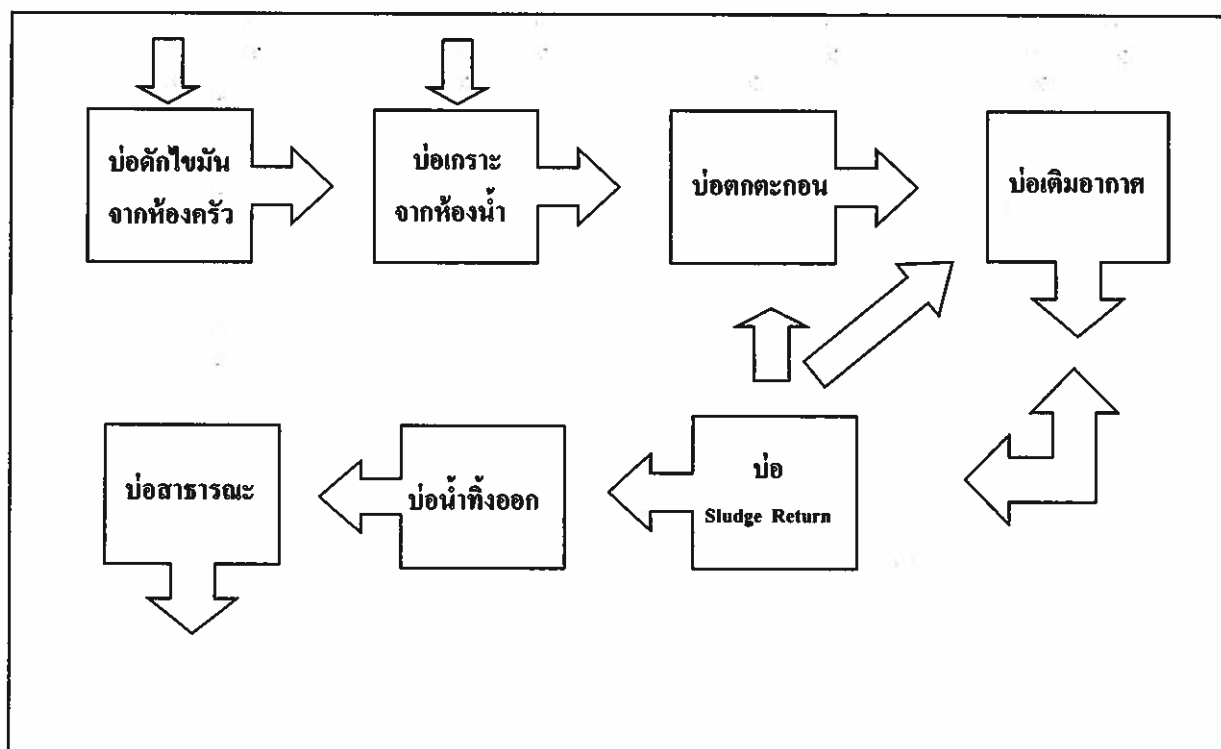 บ่อดักไขมัน
จากห้องครัว
บ่อเกราะ
จากห้องน้ำ
บ่อตกตะกอน
บ่อเติมอากาศ
บ่อสาธารณะ
บ่อน้ำทิ้งออก
บ่อ
Sludge Return